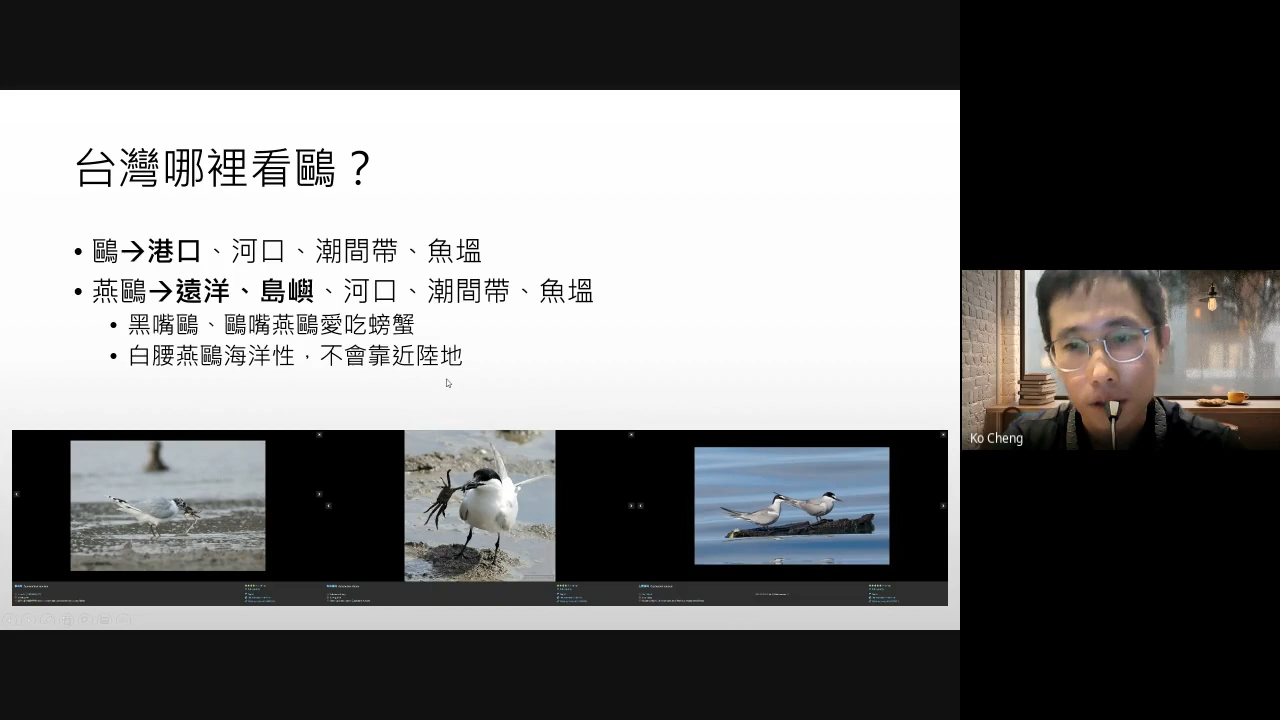 台灣哪裡看鷗？
• 鷗→港口、河口、潮間帶、魚塭
• 燕鷗→遠洋、島嶼、河口、潮間帶、魚塭
• 黑嘴鷗、鷗嘴燕鷗愛吃螃蟹
• 白腰燕鷗海洋性，不會靠近陸地
Ko Cheng